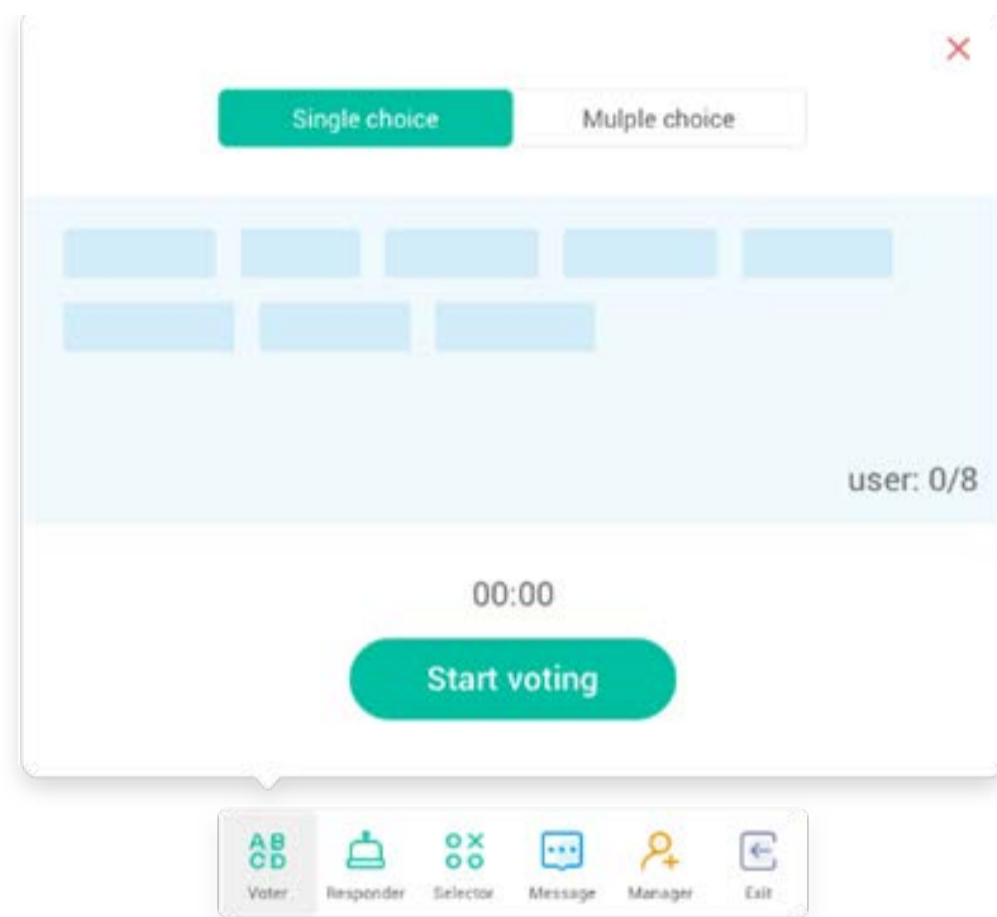 Single choice Mulple choice
user: 0/8
00:00
Start voting
A B
C D
Voter Responder Selector Message Manager Exit